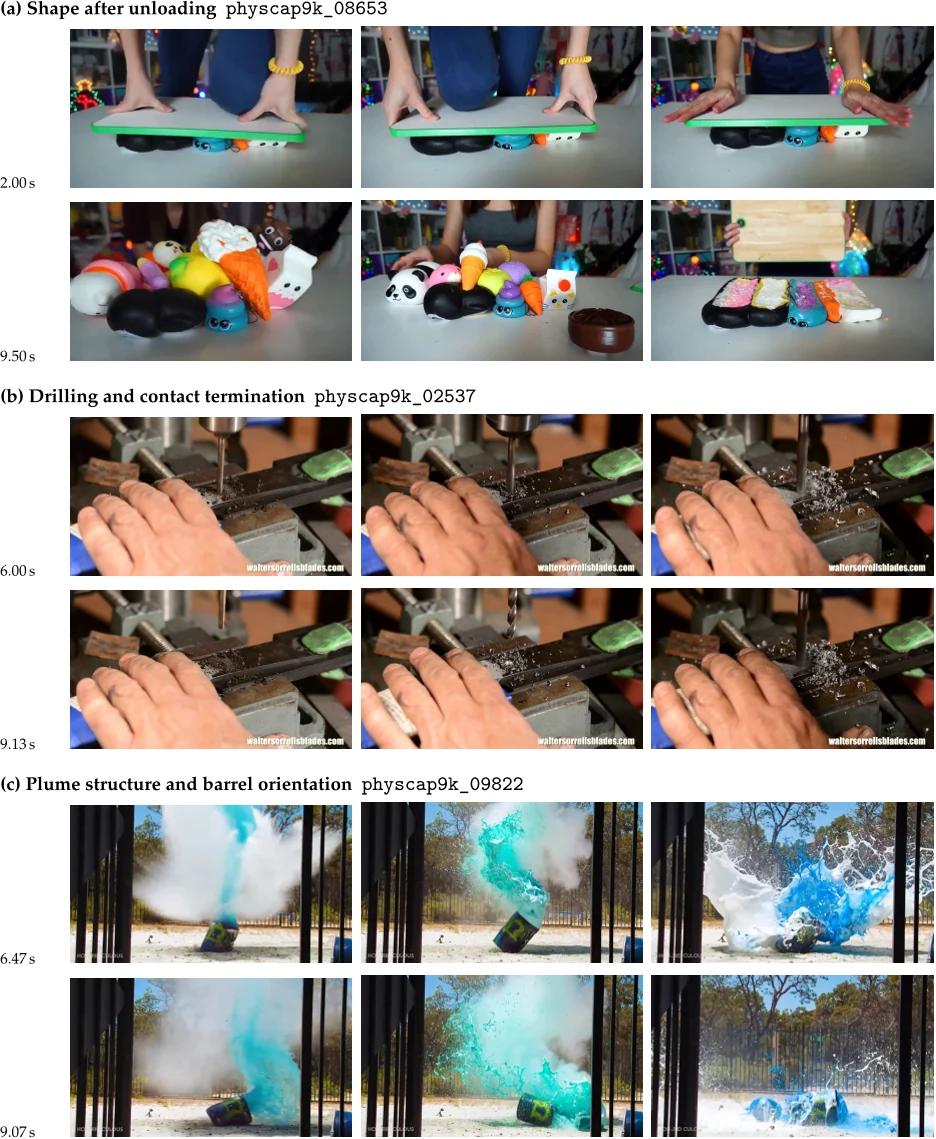 (a) Shape after unloading physcap9k_08653
2.00 s
9.50 s
(b) Drilling and contact termination physcap9k_02537
waltersorrellsblades.com
waltersorrellsblades.com
waltersorrellsblades.com
6.00 s
waltersorrellsblades.com
waltersorrellsblades.com
waltersorrellsblades.com
9.13 s
(c) Plume structure and barrel orientation physcap9k_09822
6.47 s
9.07 s